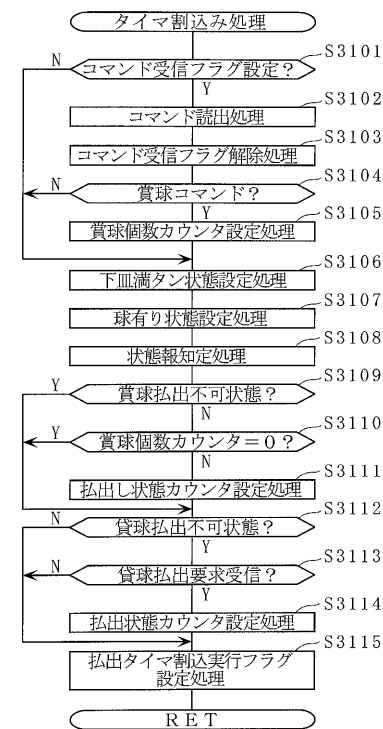 タイマ割込み処理
S3101
N
コマンド受信フラグ設定？
Y
S3102
コマンド読出処理
S3103
コマンド受信フラグ解除処理
S3104
N
賞球コマンド？
Y
S3105
賞球個数カウンタ設定処理
S3106
下皿満タン状態設定処理
S3107
球有り状態設定処理
S3108
状態報知定処理
S3109
Y
賞球払出不可状態？
N
S3110
Y
賞球個数カウンタ＝０？
N
S3111
払出し状態カウンタ設定処理
S3112
N
貸球払出不可状態？
Y
S3113
N
貸球払出要求受信？
Y
S3114
払出状態カウンタ設定処理
S3115
払出タイマ割込実行フラグ
設定処理
RET